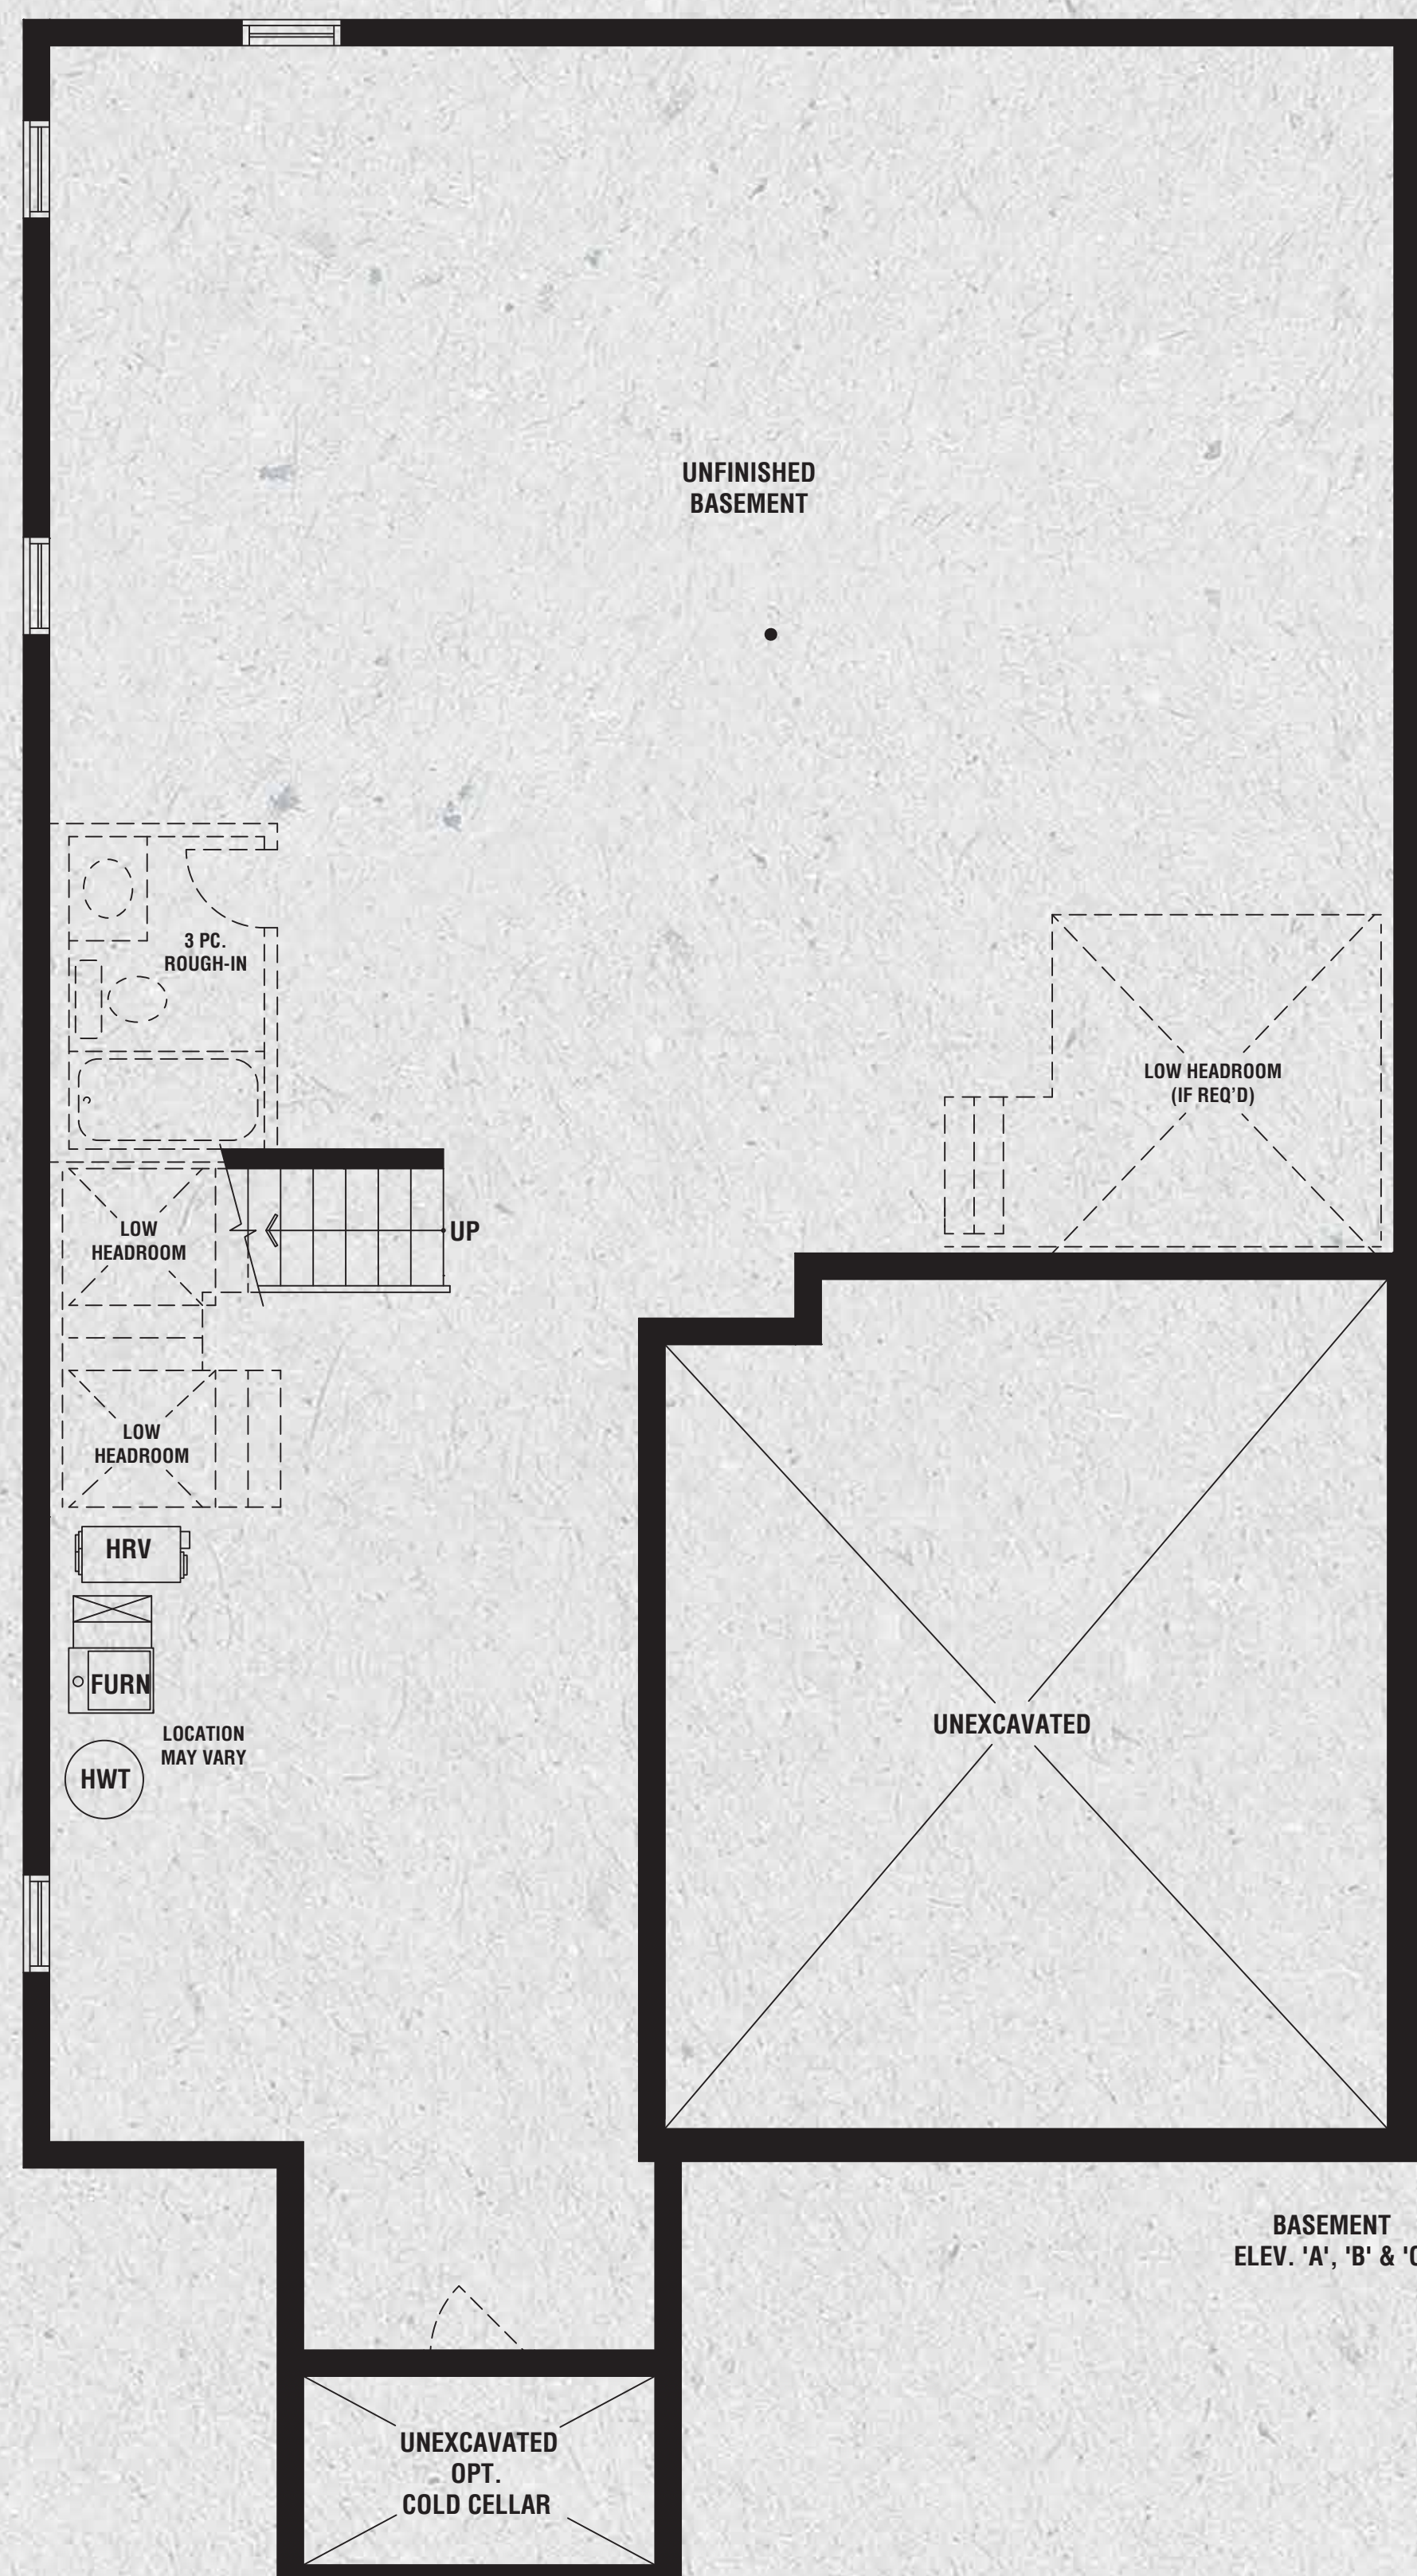 UNFINISHED
BASEMENT
3 PC.
ROUGH-IN
LOW HEADROOM
(IF REQ'D)
LOW
HEADROOM
UP
LOW
HEADROOM
HRV
FURN
LOCATION
MAY VARY
HWT
UNEXCAVATED
BASEMENT
ELEV. 'A', 'B' &
UNEXCAVATED
OPT.
COLD CELLAR